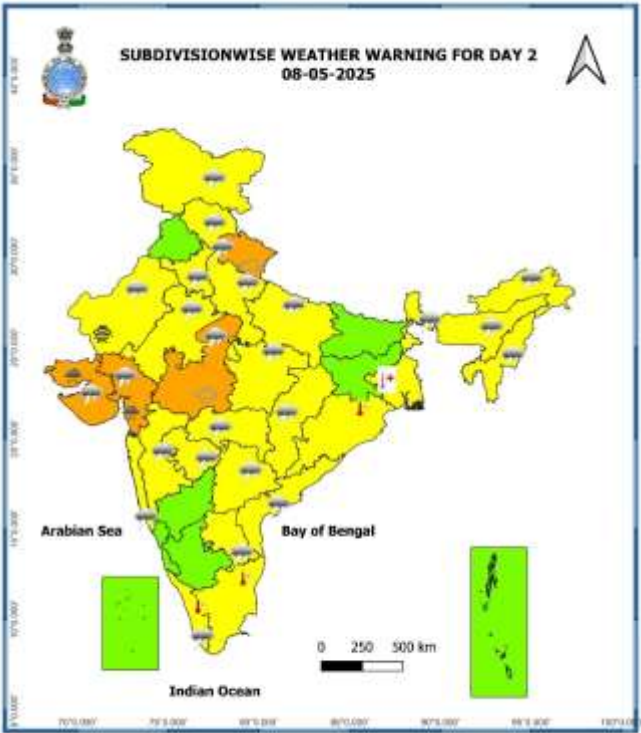 SUBDIVISIONWISE WEATHER WARNING FOR DAY 2
08-05-2025
Arabian Sea
Bay of Bengal
0 250 500 km
Indian Ocean